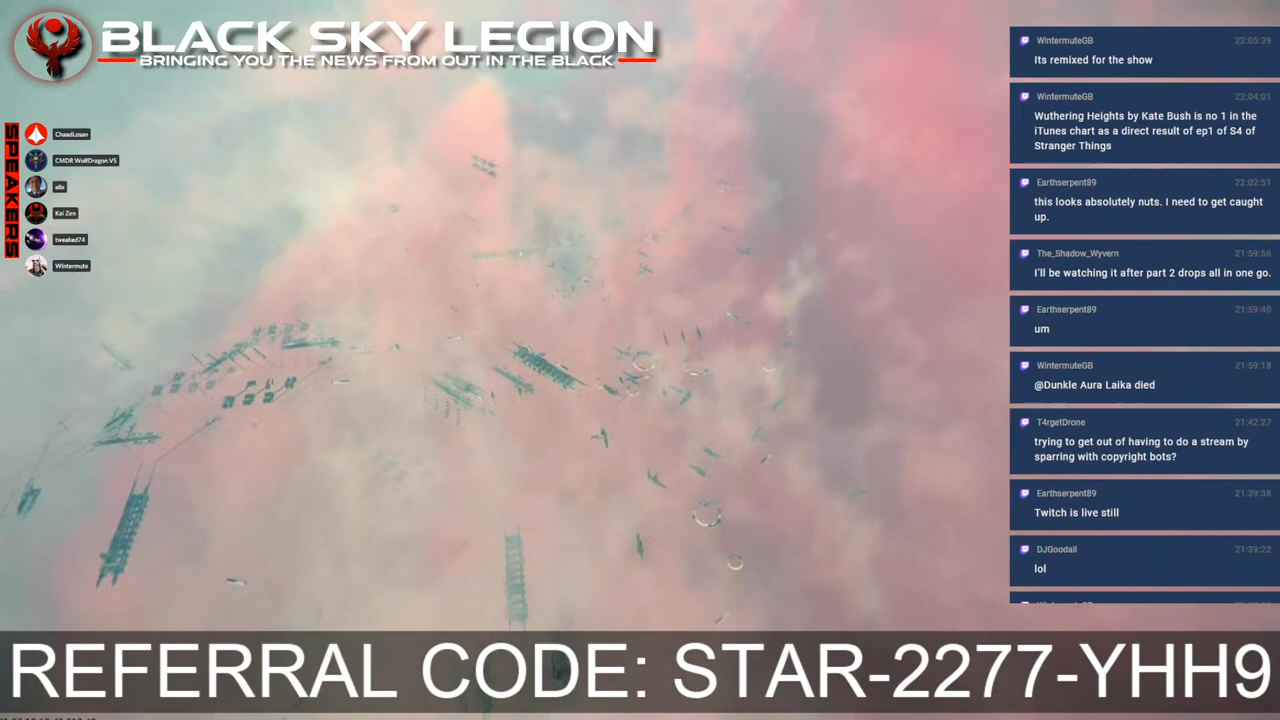 BLACK SKY LEGION
BRINGING YOU THE NEWS FROM OUT IN THE BLACK
SPEAKERS
ChaadLosan
CMDR WolfDragon.VS
elix
Kai Zen
tweaked74
Wintermute
WintermuteGB 22:05:39
Its remixed for the show
WintermuteGB 22:04:01
Wuthering Heights by Kate Bush is no 1 in the
iTunes chart as a direct result of ep1 of S4 of
Stranger Things
Earthserpent89 22:02:51
this looks absolutely nuts. I need to get caught
up.
The_Shadow_Wyvern 21:59:56
I'll be watching it after part 2 drops all in one go.
Earthserpent89 21:59:40
um
WintermuteGB 21:59:18
@Dunkle Aura Laika died
T4rgetDrone 21:42:27
trying to get out of having to do a stream by
sparring with copyright bots?
Earthserpent89 21:39:38
Twitch is live still
DJGoodall 21:39:22
lol
REFERRAL CODE: STAR-2277-YHH9